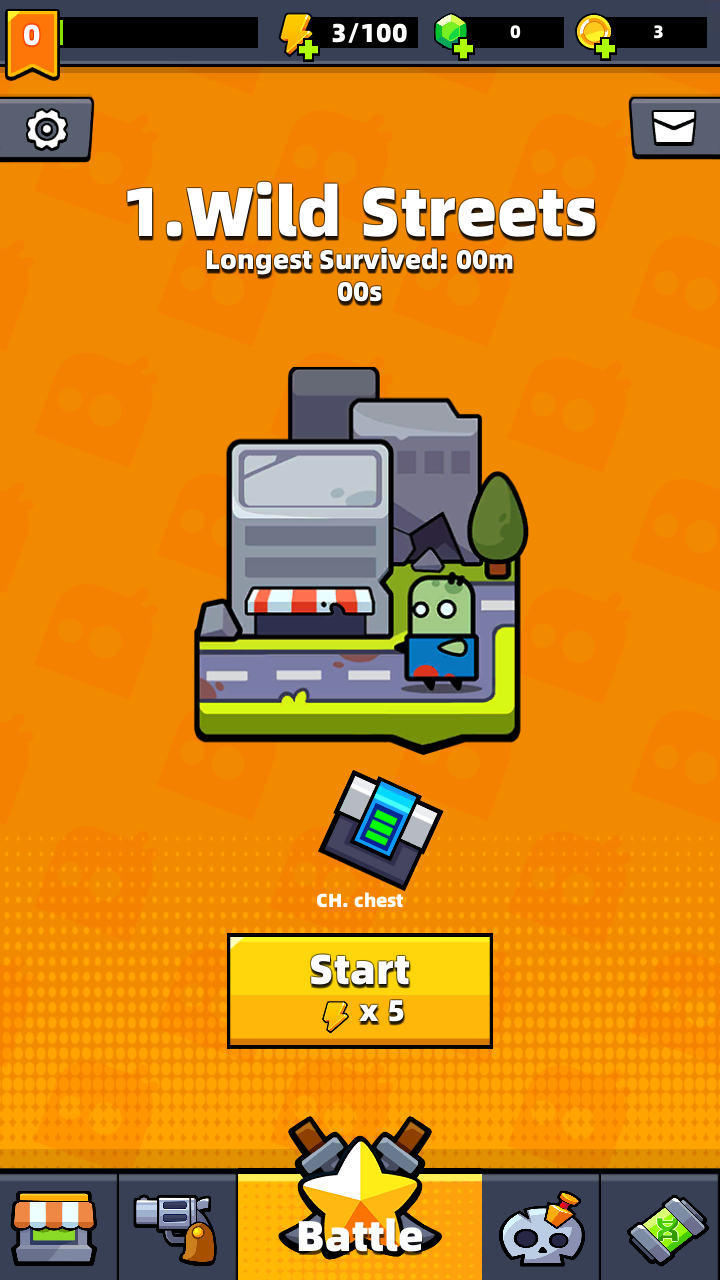 0
3/100
0
3
1.Wild Streets
Longest Survived: 00m
00s
CH. chest
Start
x 5
Battle